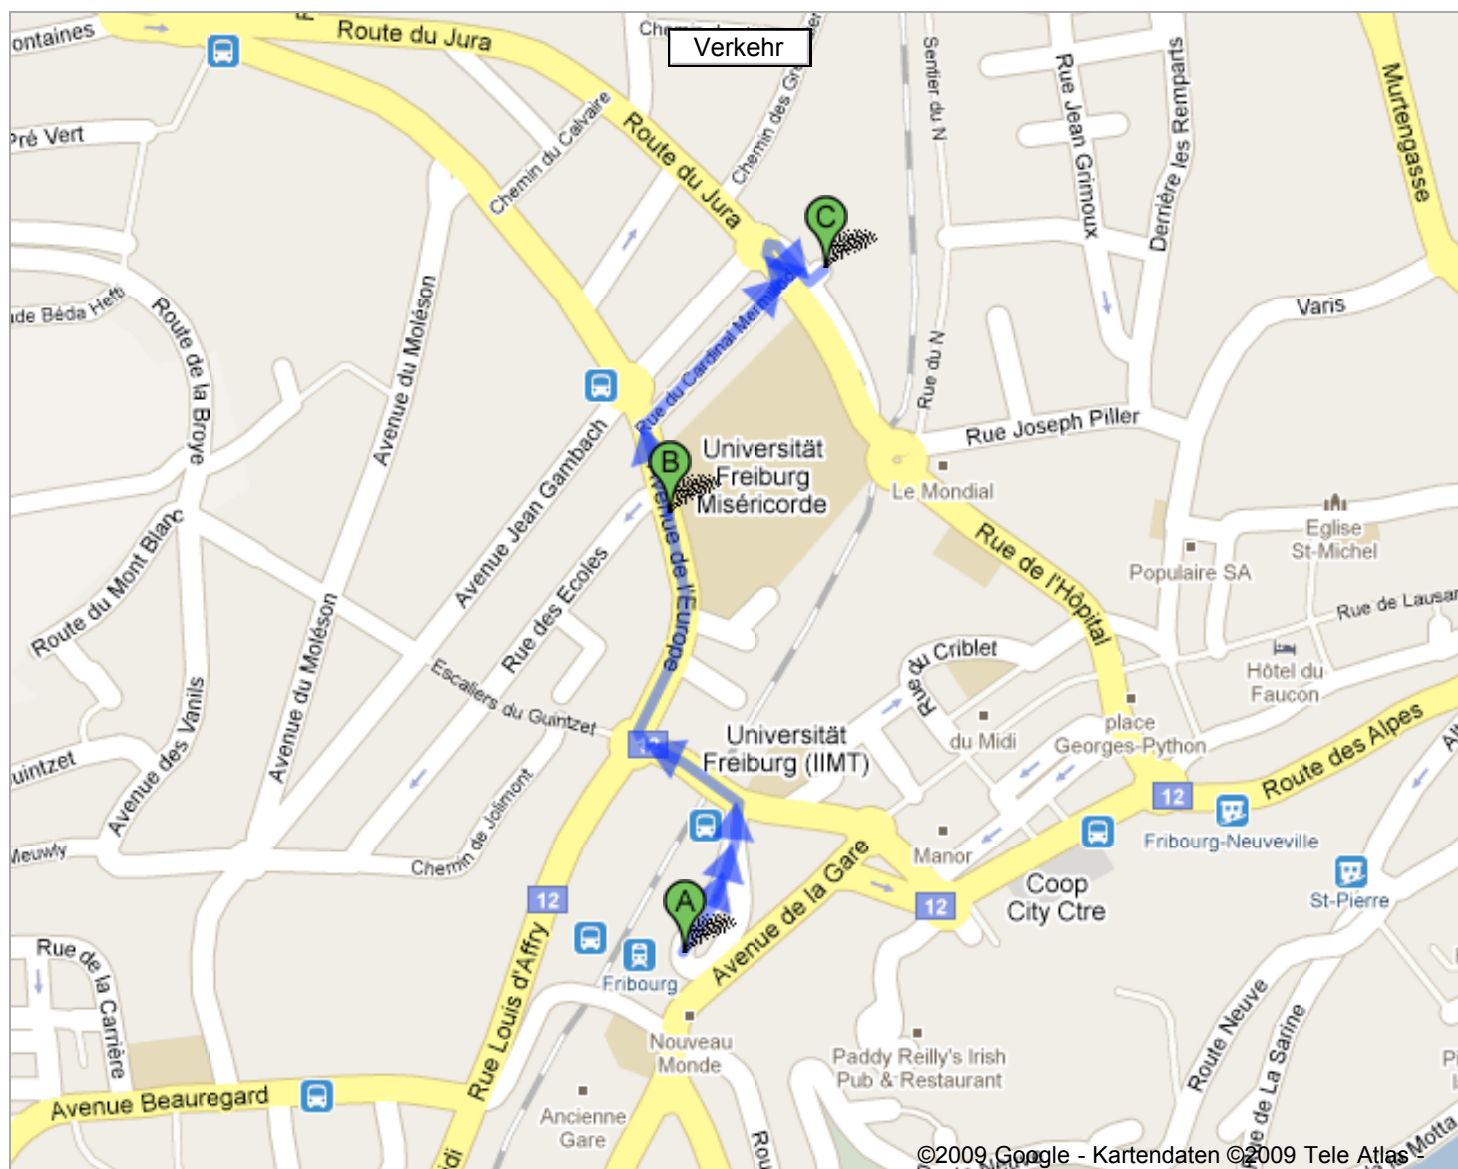 ontaines
Route du Jura
Verkehr
Sentier du N
Rue Jean Grimoux
Derrière les Remparts
Murtengasse
Pré Vert
Chemin du Calvaire
Route du Jura
C
Route de la Broye
Avenue du Moléson
Rue du N
Varis
Rue du Cardinal Mermillod
Rue Joseph Piller
B
Universität
Freiburg
Miséricorde
Le Mondial
Avenue Jean Gambach
Avenue de l'Europe
Rue de l'Hôpital
Eglise
St-Michel
Populaire SA
Route du Mont Blanc
Rue des Ecoles
Rue de Lausan
Avenue du Moléson
Escaliers du Guintzet
Rue du Criblet
Hôtel du
Faucon
Avenue des Vanils
Universität
Freiburg (IIMT)
du Midi
place
Georges-Python
Route des Alpes
12
uintzet
12
Chemin de Jolimont
Fribourg-Neuveville
Meuwly
Manor
Coop
City Ctre
St-Pierre
A
12
12
Avenue de la Gare
Rue de la Carrière
Rue Louis d'Affry
Fribourg
Nouveau
Monde
Paddy Reilly's Irish
Pub & Restaurant
Route Neuve
Avenue Beauregard
Ancienne
Gare
idi
Rou
©2009 Google - Kartendaten ©2009 Tele Atlas -